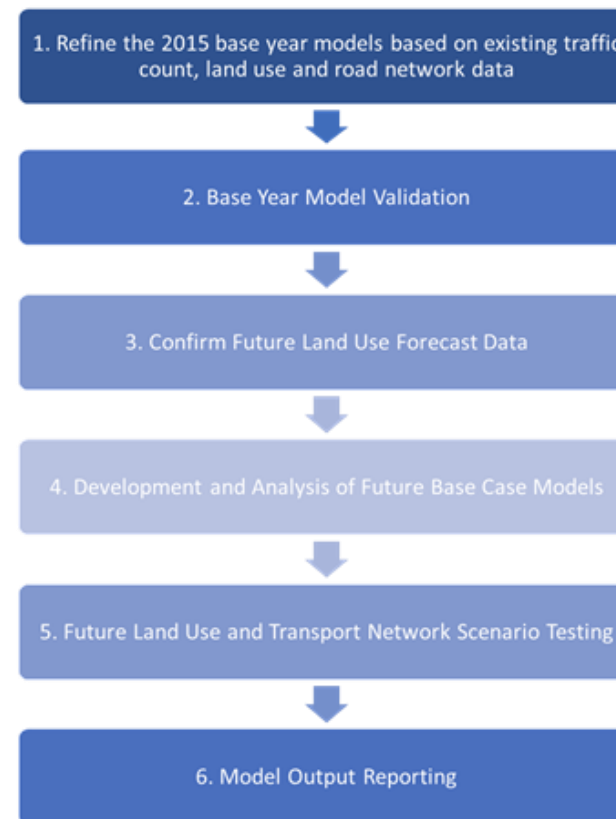 1. Refine the 2015 base year models based on existing traffic
count, land use and road network data
2. Base Year Model Validation
3. Confirm Future Land Use Forecast Data
4. Development and Analysis of Future Base Case Models
5. Future Land Use and Transport Network Scenario Testing
6. Model Output Reporting